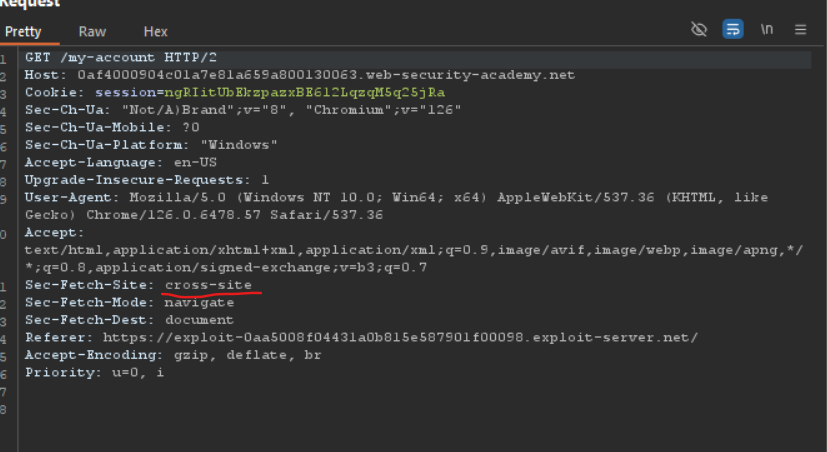 Request
Pretty Raw Hex \n
1 GET /my-account HTTP/2
2 Host: 0af4000904c01a7e81a659a800130063.web-security-academy.net
3 Cookie: session=ngRIitUbEkzpazxBE612LqzqM5q25jRa
4 Sec-Ch-Ua: "Not/A)Brand";v="8", "Chromium";v="126"
5 Sec-Ch-Ua-Mobile: ?0
6 Sec-Ch-Ua-Platform: "Windows"
7 Accept-Language: en-US
8 Upgrade-Insecure-Requests: 1
9 User-Agent: Mozilla/5.0 (Windows NT 10.0; Win64; x64) AppleWebKit/537.36 (KHTML, like
Gecko) Chrome/126.0.6478.57 Safari/537.36
0 Accept:
text/html,application/xhtml+xml,application/xml;q=0.9,image/avif,image/webp,image/apng,*/
*;q=0.8,application/signed-exchange;v=b3;q=0.7
1 Sec-Fetch-Site: cross-site
2 Sec-Fetch-Mode: navigate
3 Sec-Fetch-Dest: document
4 Referer: https://exploit-0aa5008f04431a0b815e587901f00098.exploit-server.net/
5 Accept-Encoding: gzip, deflate, br
6 Priority: u=0, i
7
8